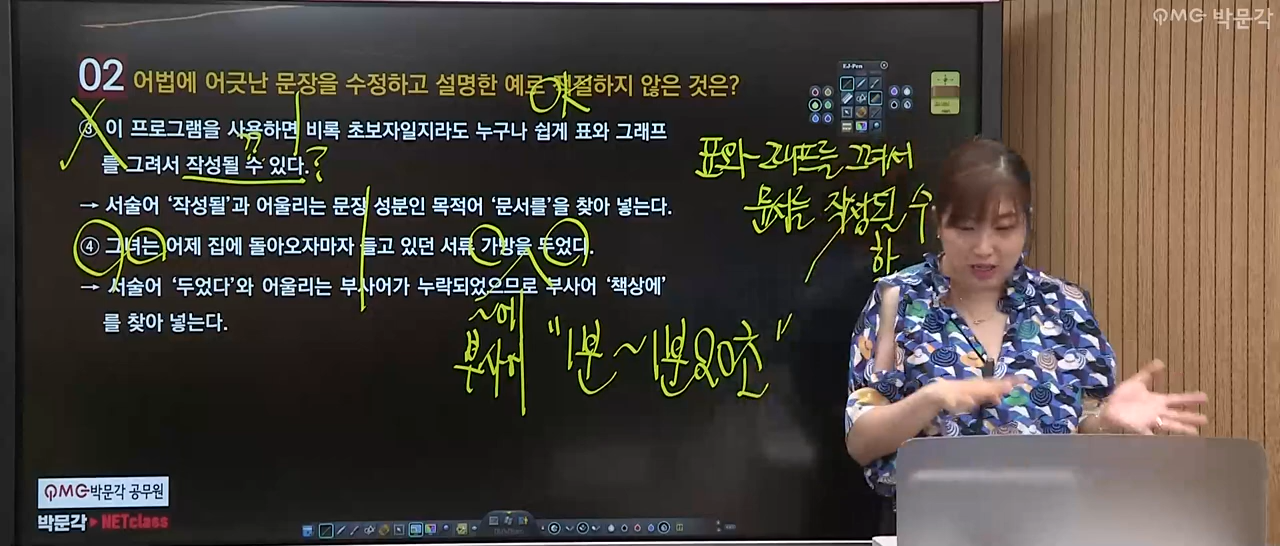 QMG 박문각
02 어법에 어긋난 문장을 수정하고 설명한 예로 적절하지 않은 것은?
OK
③ 이 프로그램을 사용하면 비록 초보자일지라도 누구나 쉽게 표와 그래프
를 그려서 작성될 수 있다.?
→ 서술어 ‘작성될’과 어울리는 문장 성분인 목적어 ‘문서를’을 찾아 넣는다.
④ 그녀는 어제 집에 돌아오자마자 들고 있던 서류 가방을 두었다.
→ 서술어 ‘두었다’와 어울리는 부사어가 누락되었으므로 부사어 ‘책상에’
를 찾아 넣는다.
표와 그래프를 그려서
문서를 작성될 수
하
~에
부사어
"1분~1분20초"
EJ-Pen
QMG박문각 공무원
박문각 ▶ NETclass